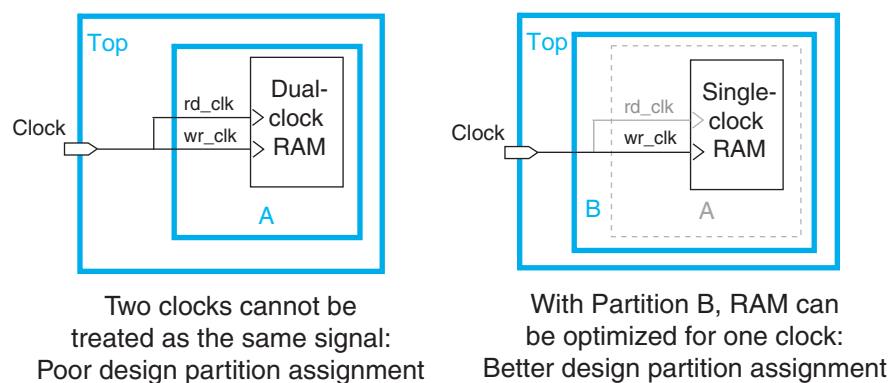 Top
Dual-
clock
RAM
rd_clk
wr_clk
Clock
A
Two clocks cannot be
treated as the same signal:
Poor design partition assignment
Top
Single-
clock
RAM
rd_clk
wr_clk
Clock
B
A
With Partition B, RAM can
be optimized for one clock:
Better design partition assignment